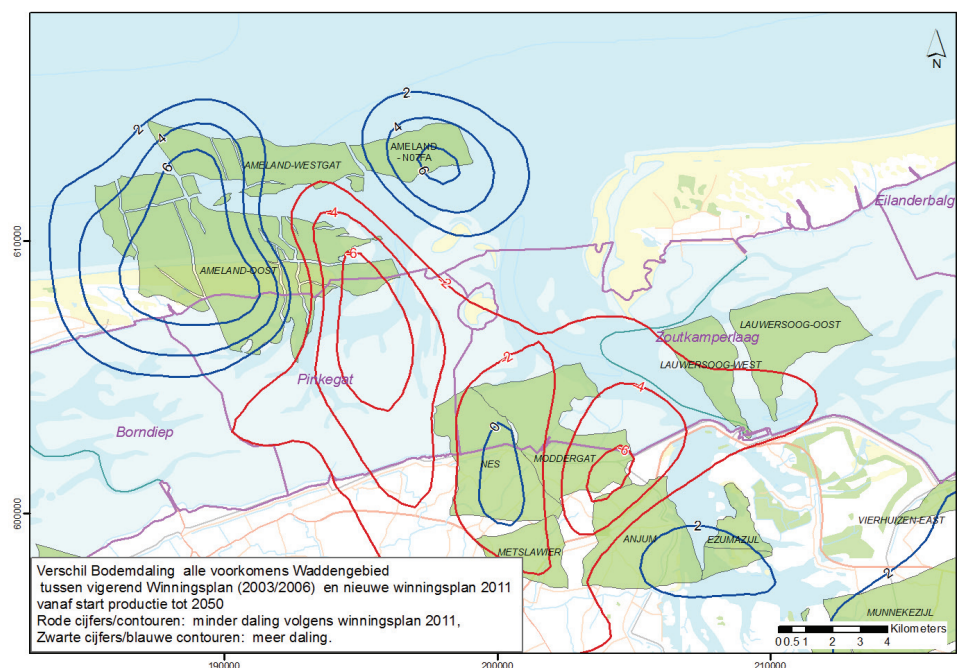 N
2
4
6
2
4
6
AMELAND
- N07FA
AMELAND-WESTGAT
Eilanderbalg
610000
-4
-6
-2
AMELAND-OOST
LAUWERSOOG-OOST
Zoutkamperlaag
LAUWERSOOG-WEST
-2
Pinkegat
-4
Borndiep
0
-6
MODDERGAT
NES
600000
VIERHUIZEN-EAST
2
METSLAWIER
ANJUM
EZUMAZIJL
2
MUNNEKEZIJL
Verschil Bodemdaling alle voorkomens Waddengebied
tussen vigerend Winningsplan (2003/2006) en nieuwe winningsplan 2011
vanaf start productie tot 2050
Rode cijfers/contouren: minder daling volgens winningsplan 2011,
Zwarte cijfers/blauwe contouren: meer daling.
Kilometers
0 0.5 1 2 3 4
190000
200000
210000